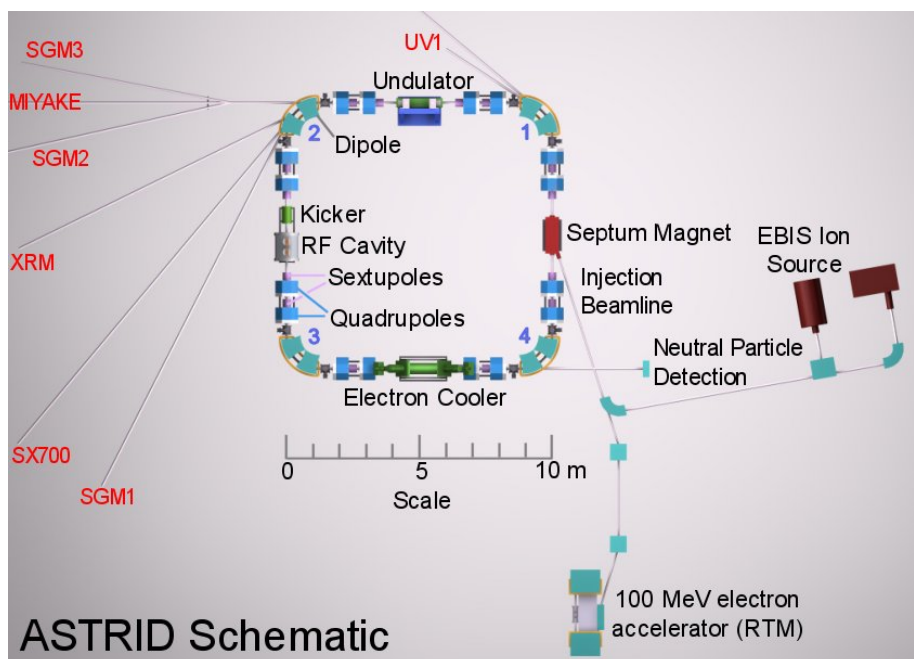 SGM3
UV1
Undulator
MIYAKE
2
1
Dipole
SGM2
Kicker
Septum Magnet
EBIS Ion
Source
RF Cavity
XRM
Sextupoles
Injection
Beamline
Quadrupoles
3
4
Neutral Particle
Detection
Electron Cooler
SX700
0
5
10 m
SGM1
Scale
100 MeV electron
accelerator (RTM)
ASTRID Schematic